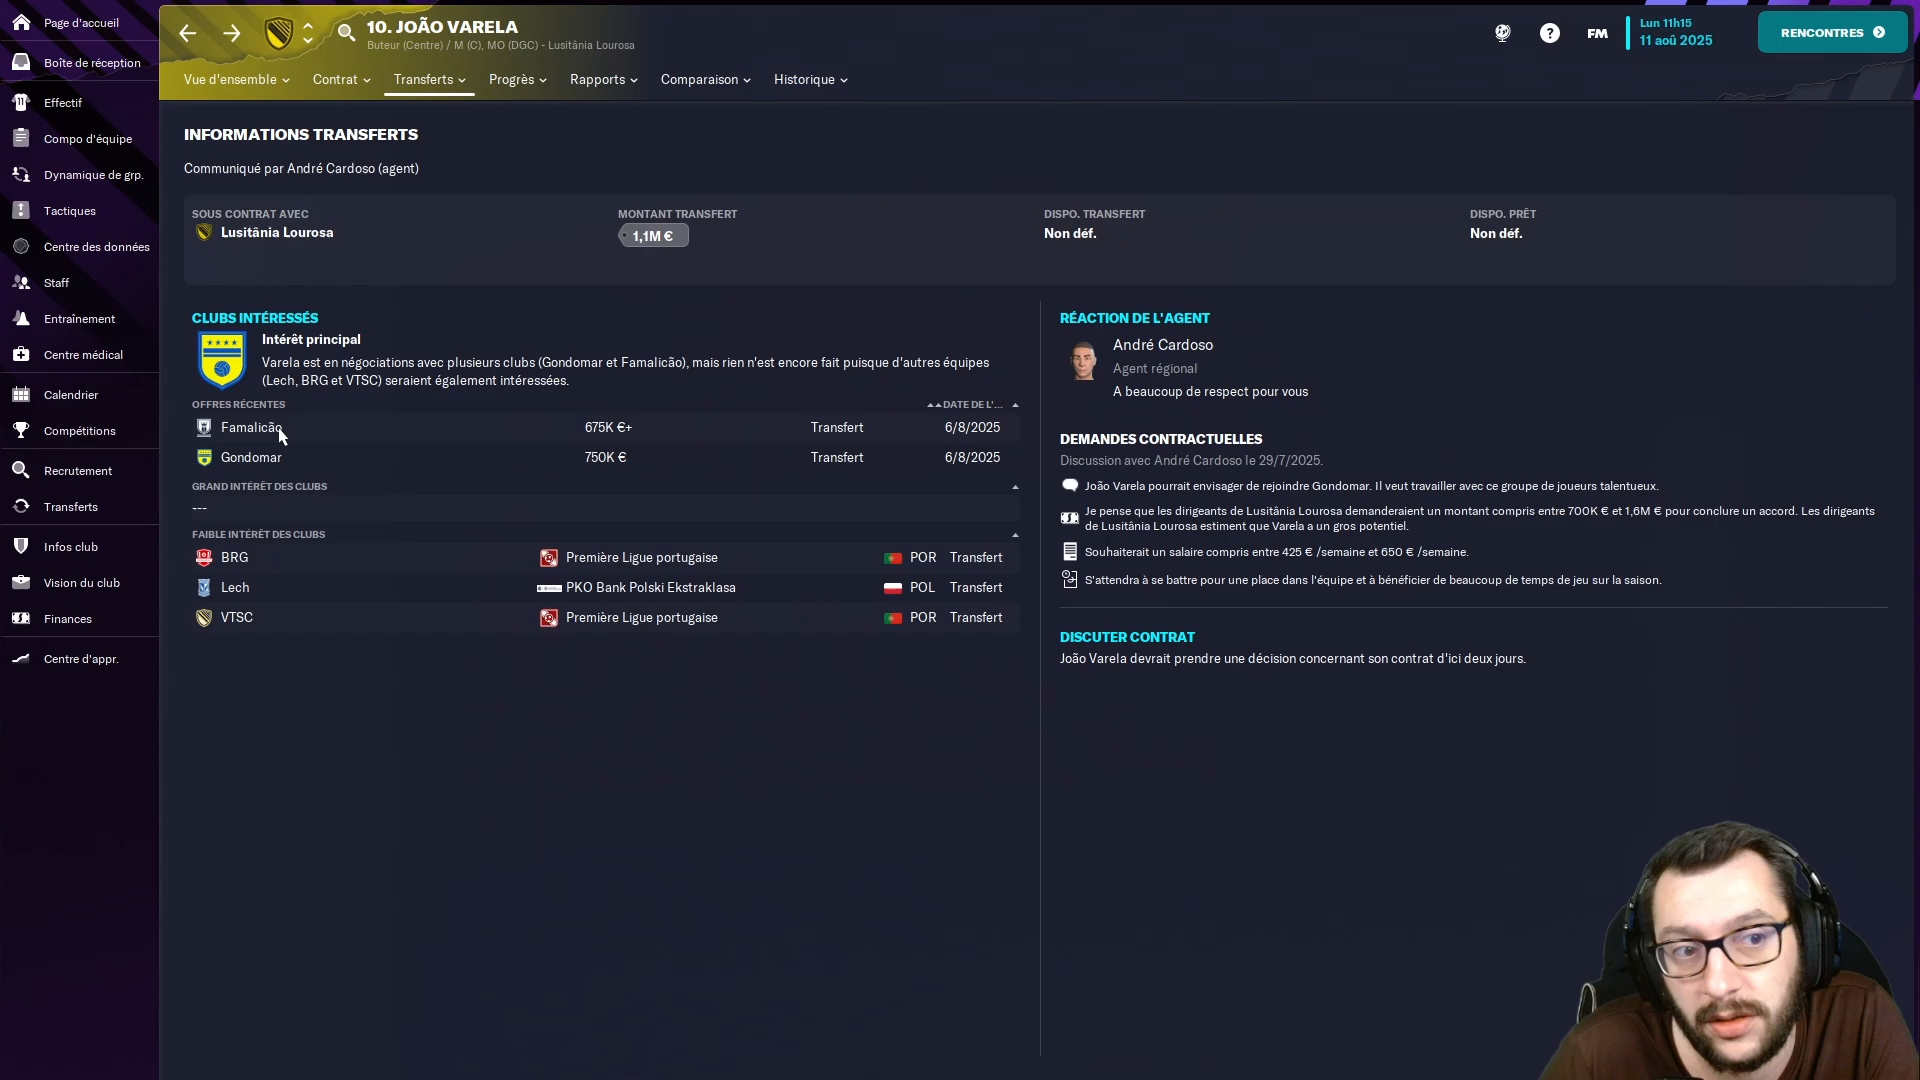 Page d'accueil
Boîte de réception
Effectif
Compo d'équipe
Dynamique de grp.
Tactiques
Centre des données
Staff
Entraînement
Centre médical
Calendrier
Compétitions
Recrutement
Transferts
Infos club
Vision du club
Finances
Centre d'appr.
10. JOÃO VARELA
Buteur (Centre) / M (C), MO (DGC) - Lusitânia Lourosa
FM
Lun 11h15
11 aoû 2025
RENCONTRES
Vue d'ensemble Contrat Transferts Progrès Rapports Comparaison Historique
INFORMATIONS TRANSFERTS
Communiqué par André Cardoso (agent)
SOUS CONTRAT AVEC
Lusitânia Lourosa
MONTANT TRANSFERT
1,1M €
DISPO. TRANSFERT
Non déf.
DISPO. PRÊT
Non déf.
CLUBS INTÉRESSÉS
Intérêt principal
Varela est en négociations avec plusieurs clubs (Gondomar et Famalicão), mais rien n'est encore fait puisque d'autres équipes
(Lech, BRG et VTSC) seraient également intéressées.
OFFRES RÉCENTES DATE DE L'...
Famalicão 675K €+ Transfert 6/8/2025
Gondomar 750K € Transfert 6/8/2025
GRAND INTÉRÊT DES CLUBS
---
FAIBLE INTÉRÊT DES CLUBS
BRG Première Ligue portugaise POR Transfert
Lech PKO Bank Polski Ekstraklasa POL Transfert
VTSC Première Ligue portugaise POR Transfert
RÉACTION DE L'AGENT
André Cardoso
Agent régional
A beaucoup de respect pour vous
DEMANDES CONTRACTUELLES
Discussion avec André Cardoso le 29/7/2025.
João Varela pourrait envisager de rejoindre Gondomar. Il veut travailler avec ce groupe de joueurs talentueux.
Je pense que les dirigeants de Lusitânia Lourosa demanderaient un montant compris entre 700K € et 1,6M € pour conclure un accord. Les dirigeants
de Lusitânia Lourosa estiment que Varela a un gros potentiel.
Souhaiterait un salaire compris entre 425 € /semaine et 650 € /semaine.
S'attendra à se battre pour une place dans l'équipe et à bénéficier de beaucoup de temps de jeu sur la saison.
DISCUTER CONTRAT
João Varela devrait prendre une décision concernant son contrat d'ici deux jours.